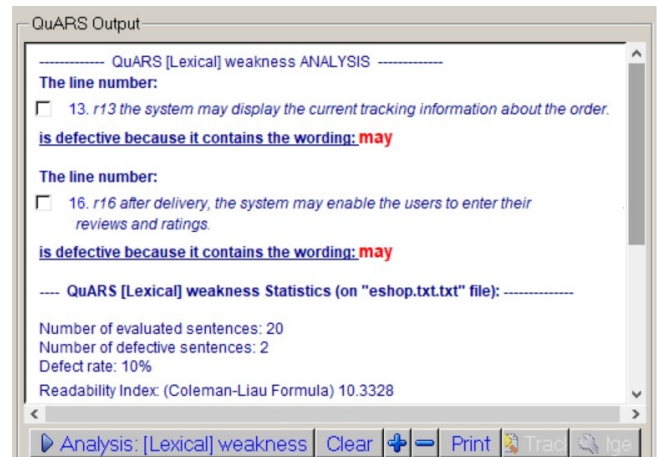 QuARS Output
------------- QuARS [Lexical] weakness ANALYSIS -------------
The line number:
13. r13 the system may display the current tracking information about the order.
is defective because it contains the wording: may
The line number:
16. r16 after delivery, the system may enable the users to enter their
reviews and ratings.
is defective because it contains the wording: may
---- QuARS [Lexical] weakness Statistics (on "eshop.txt.txt" file): --------------
Number of evaluated sentences: 20
Number of defective sentences: 2
Defect rate: 10%
Readability Index: (Coleman-Liau Formula) 10.3328
Analysis: [Lexical] weakness Clear Print Track